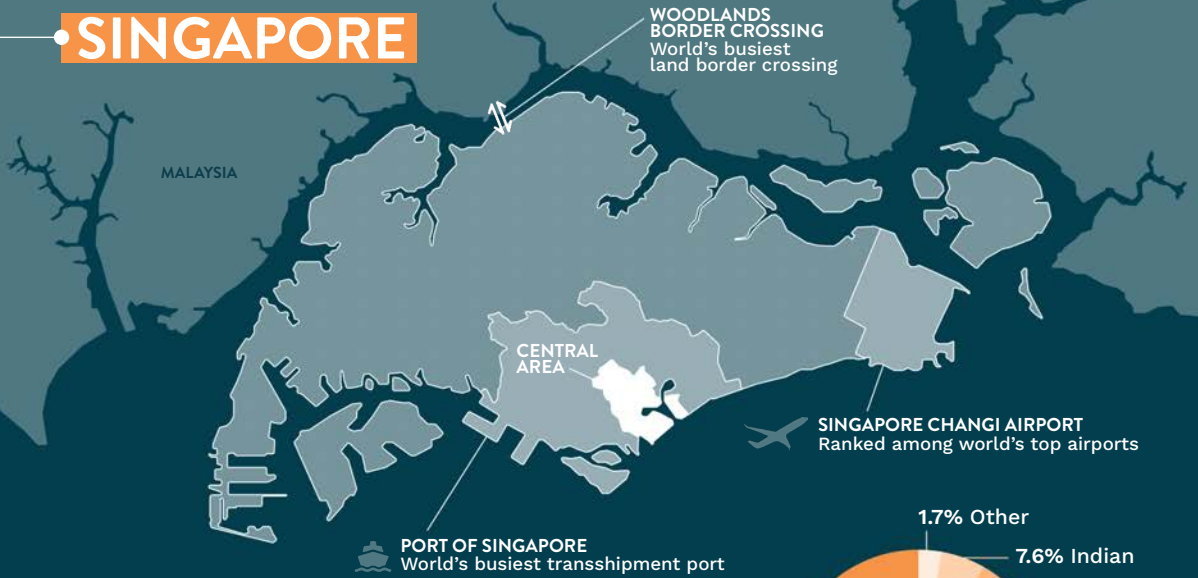 SINGAPORE
WOODLANDS
BORDER CROSSING
World's busiest
land border crossing
MALAYSIA
CENTRAL
AREA
SINGAPORE CHANGI AIRPORT
Ranked among world's top airports
PORT OF SINGAPORE
World's busiest transshipment port
1.7% Other
7.6% Indian